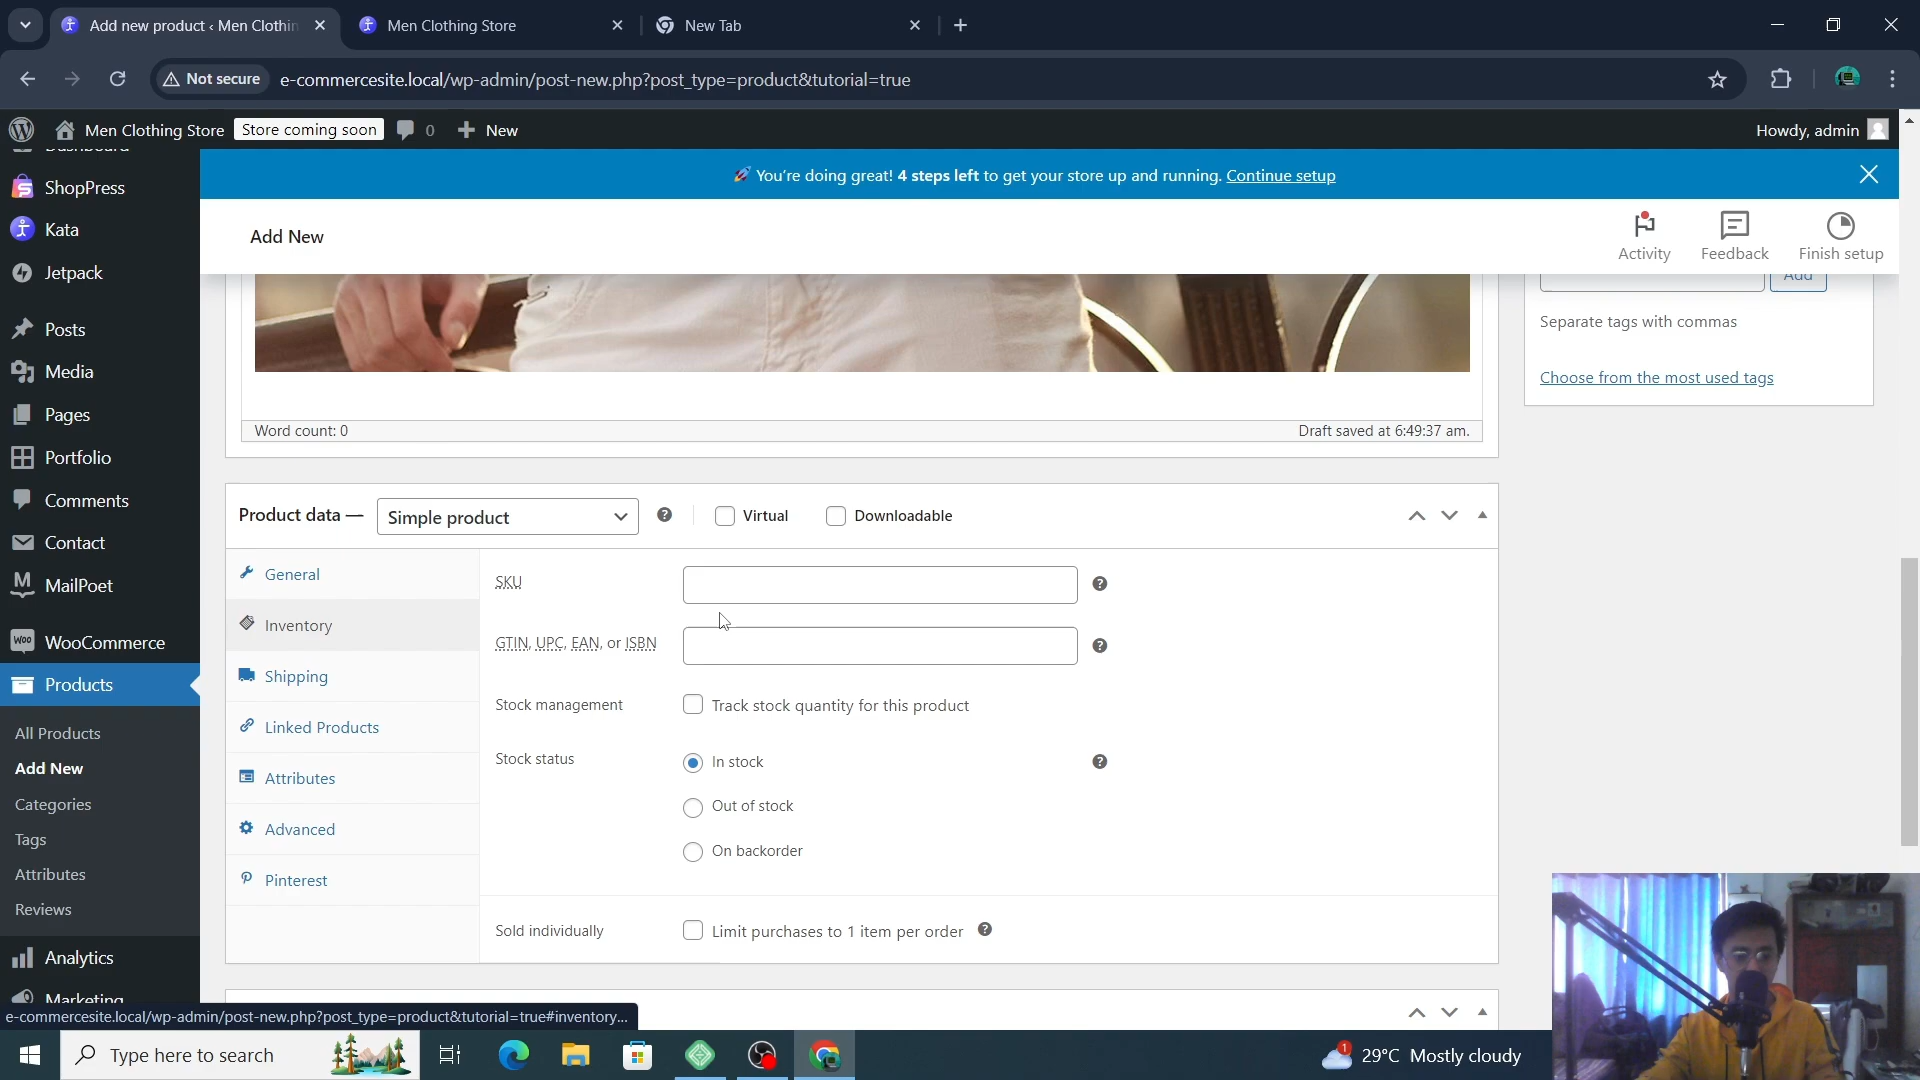 Add new product ‹ Men Clothin
Men Clothing Store
New Tab
Not secure
e-commercesite.local/wp-admin/post-new.php?post_type=product&tutorial=true
Men Clothing Store
Store coming soon
0
New
Howdy, admin
Dashboard
ShopPress
Kata
Jetpack
Posts
Media
Pages
Portfolio
Comments
Contact
MailPoet
WooCommerce
Products
All Products
Add New
Categories
Tags
Attributes
Reviews
Analytics
Marketing
🚀 You're doing great! 4 steps left to get your store up and running. Continue setup
Add New
Activity
Feedback
Finish setup
Add
Separate tags with commas
Choose from the most used tags
Word count: 0
Draft saved at 6:49:37 am.
Product data —
Simple product
Virtual
Downloadable
General
Inventory
Shipping
Linked Products
Attributes
Advanced
Pinterest
SKU
GTIN, UPC, EAN, or ISBN
Stock management
Track stock quantity for this product
Stock status
In stock
Out of stock
On backorder
Sold individually
Limit purchases to 1 item per order
e-commercesite.local/wp-admin/post-new.php?post_type=product&tutorial=true#inventory...
Type here to search
1
29°C Mostly cloudy